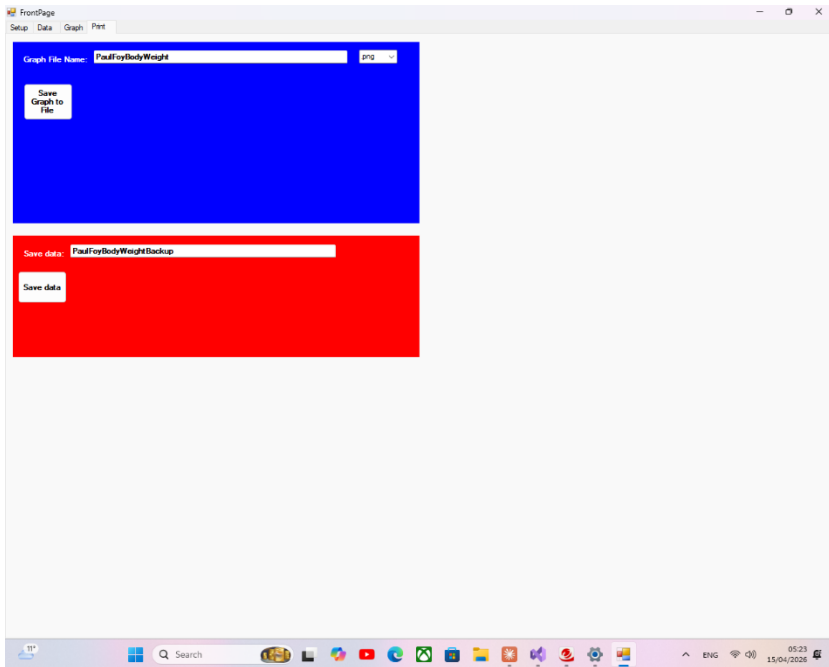 FrontPage
Setup Data Graph Print
Graph File Name: PaulFoyBodyWeight png
Save
Graph to
File
Save data: PaulFoyBodyWeightBackup
Save data
11°
Search
ENG 05:23
15/04/2026